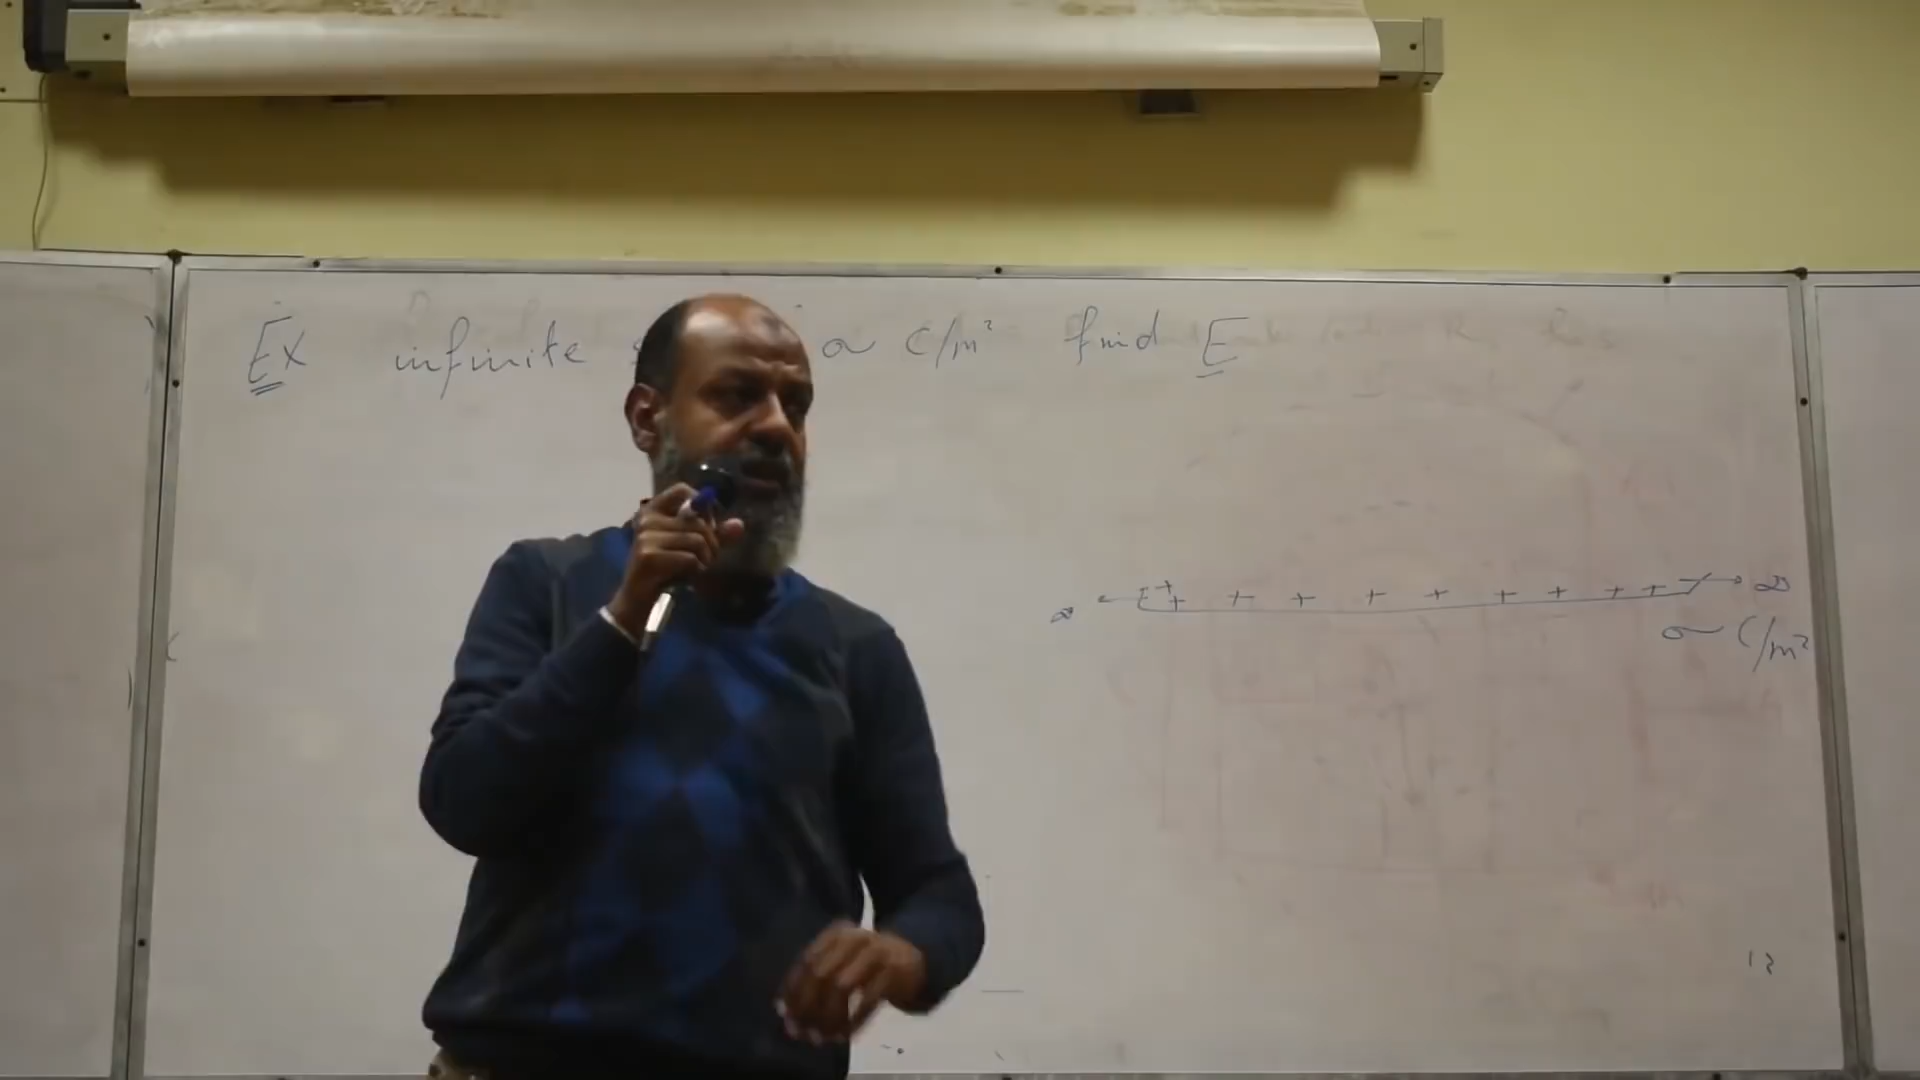 Ex infinite σ C/m² find E
∞ + + + + + + + + + + ∞
σ C/m²